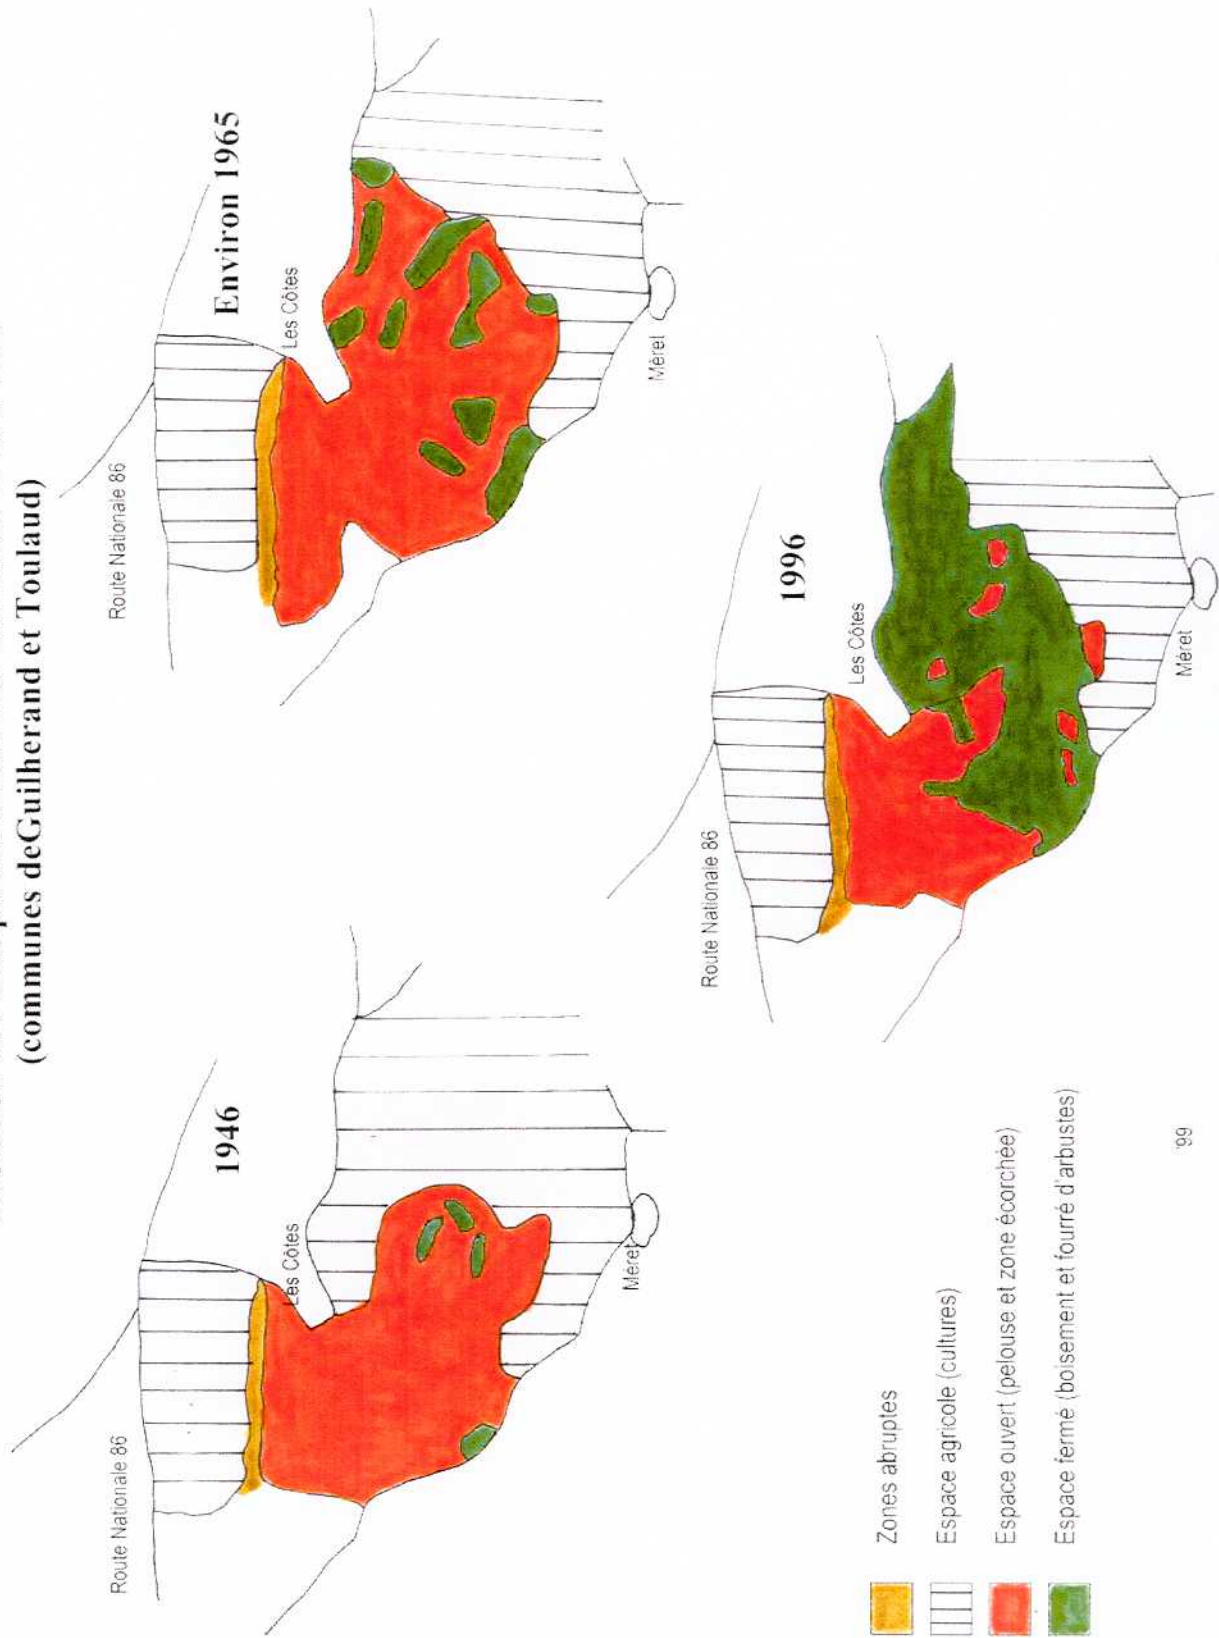 (communes deGuilherand et Toulaud)
1946
Route Nationale 86
Les Côtes
Méret
Environ 1965
Route Nationale 86
Les Côtes
Méret
1996
Route Nationale 86
Les Côtes
Méret
Zones abruptes
Espace agricole (cultures)
Espace ouvert (pelouse et zone écorchée)
Espace fermé (boisement et fourré d'arbustes)
'99